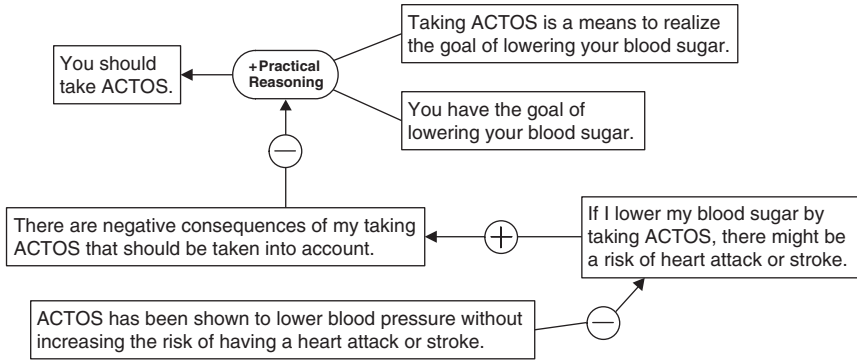 Taking ACTOS is a means to realize
the goal of lowering your blood sugar.
You should
take ACTOS.
+Practical
Reasoning
You have the goal of
lowering your blood sugar.
−
There are negative consequences of my taking
ACTOS that should be taken into account.
+
If I lower my blood sugar by
taking ACTOS, there might be
a risk of heart attack or stroke.
ACTOS has been shown to lower blood pressure without
increasing the risk of having a heart attack or stroke.
−